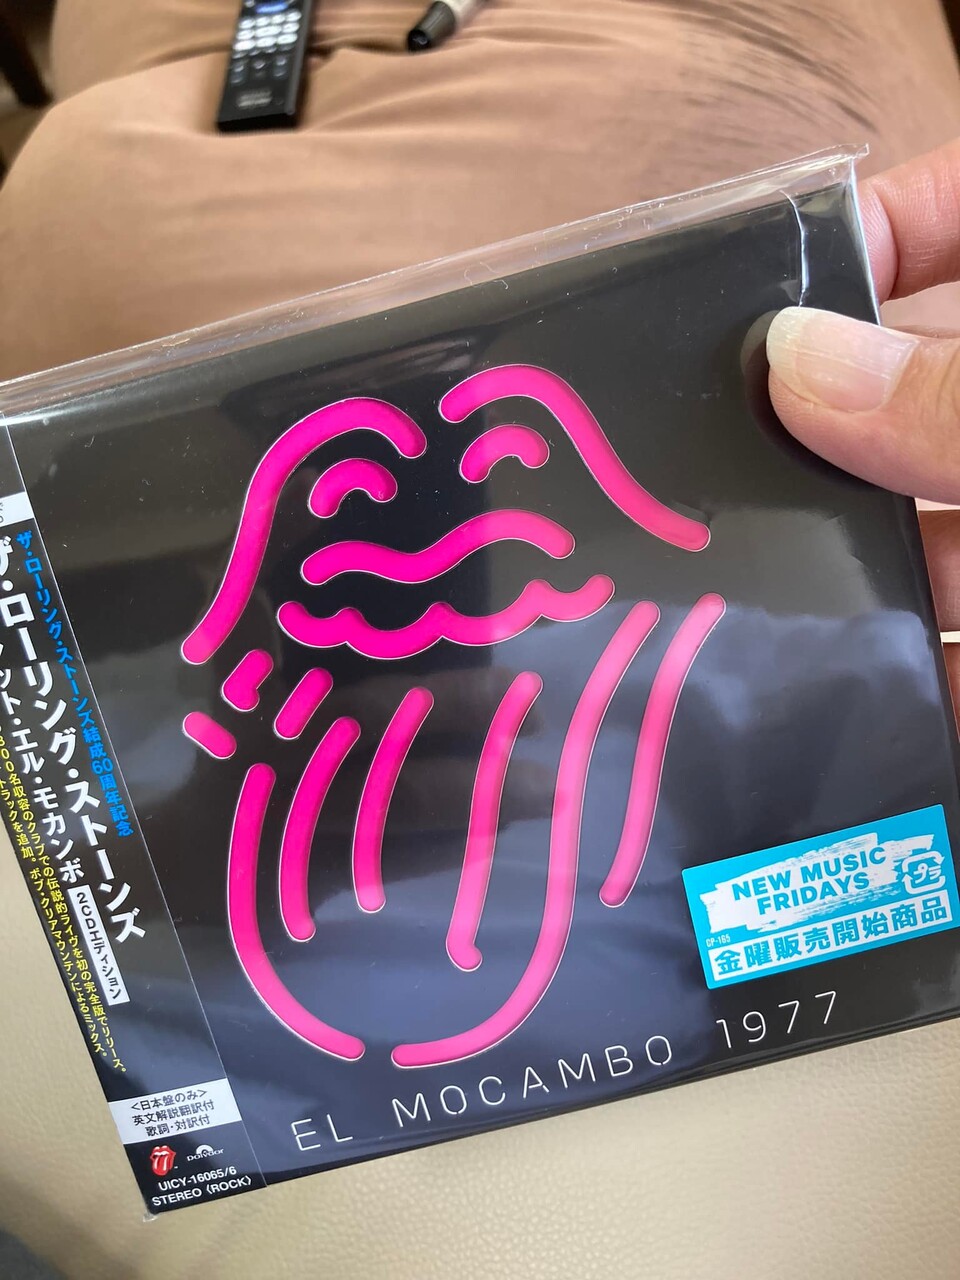 ザ・ローリング・ストーンズ結成60周年記念
ザ・ローリング・ストーンズ
ット・エル・モカンボ
2CDエディション
300名収容のクラブでの伝説的ライヴを初の完全版でリリース。
トラックを追加。ボブ・クリアマウンテンによるミックス。
<日本盤のみ>
英文解説翻訳付
歌詞・対訳付
Polydor
UICY-16065/6
STEREO (ROCK)
NEW MUSIC
FRIDAYS
プラ
CP-165
金曜販売開始商品
EL MOCAMBO 1977